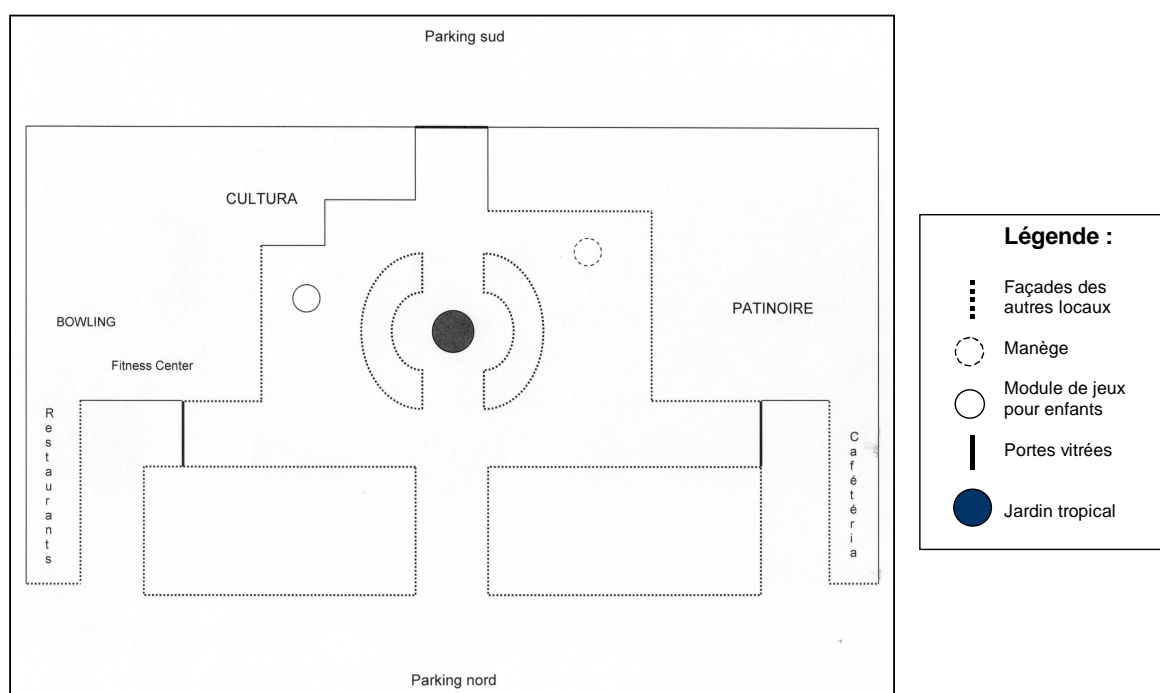 Parking sud
CULTURA
PATINOIRE
BOWLING
Fitness Center
Restaurants
Cafétéria
Parking nord
Légende :
Façades des
autres locaux
Manège
Module de jeux
pour enfants
Portes vitrées
Jardin tropical